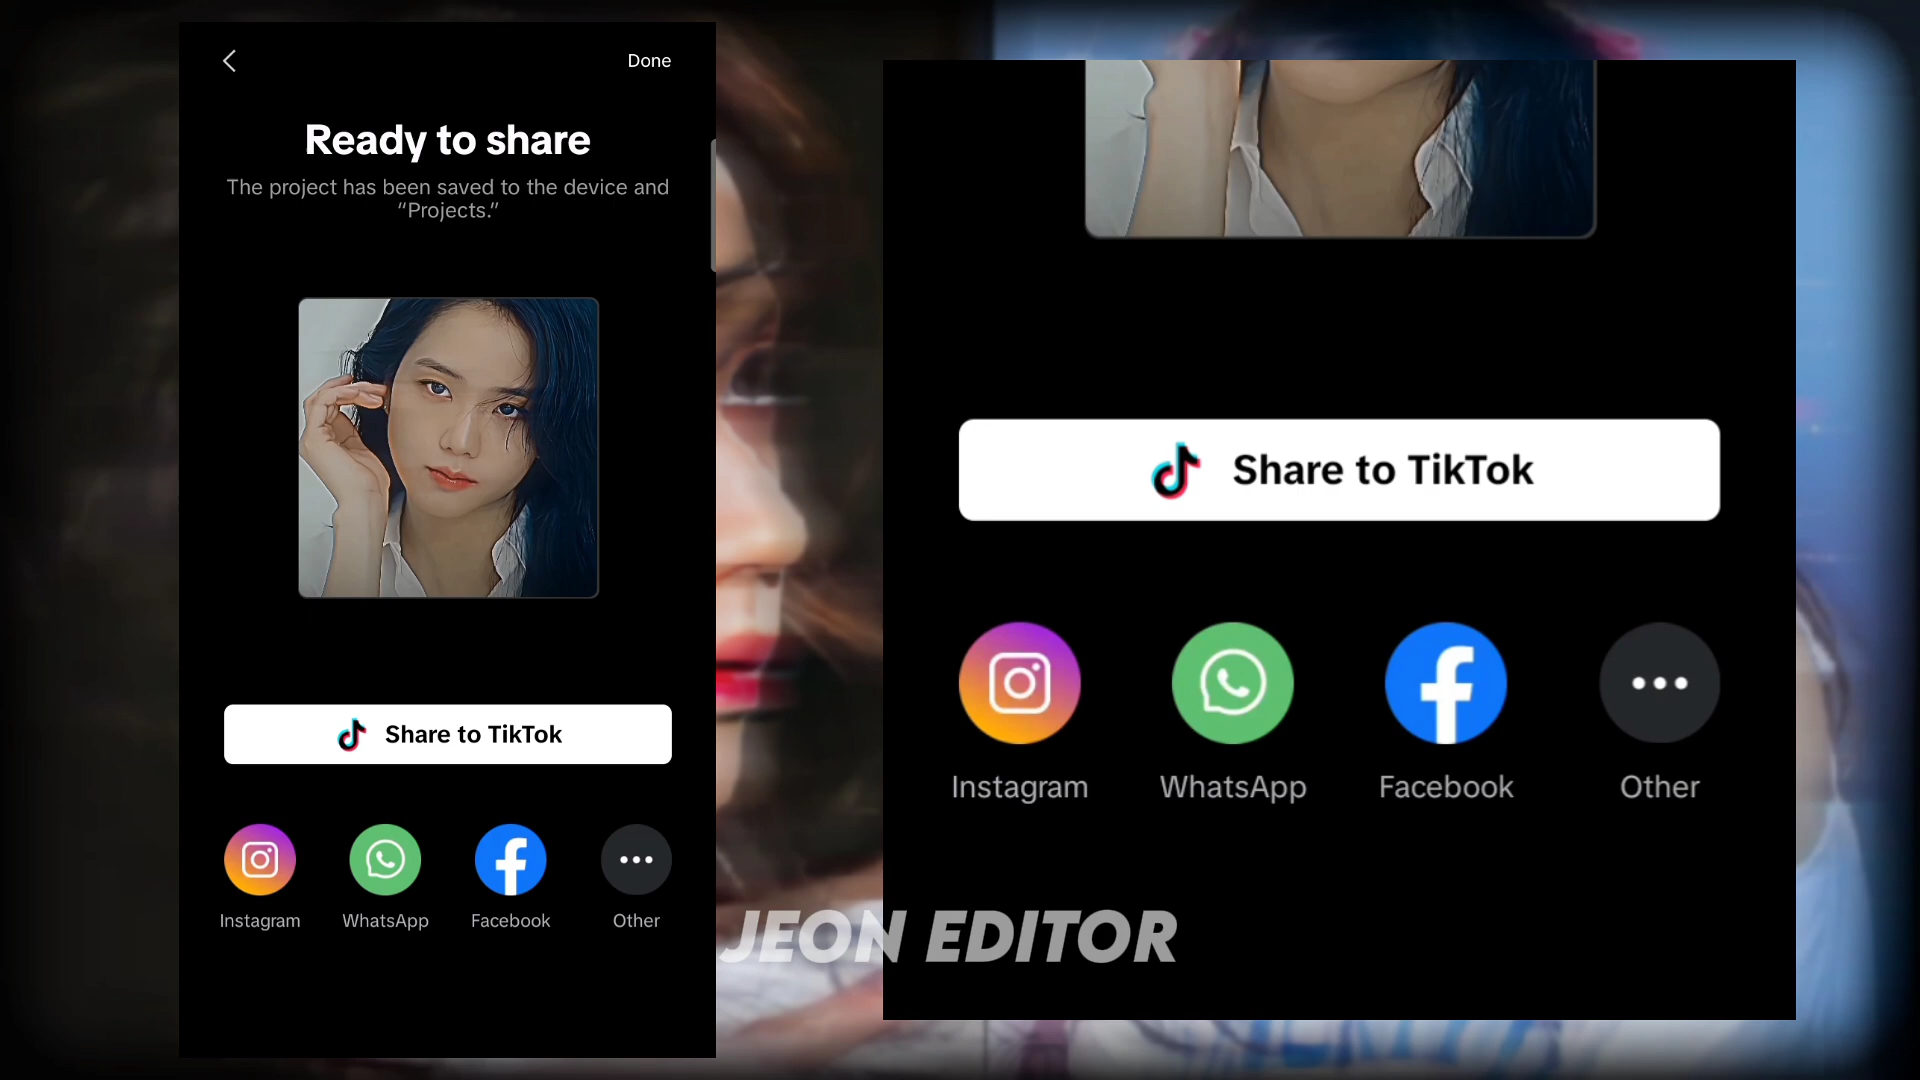 Done
Ready to share
The project has been saved to the device and
“Projects.”
Share to TikTok
Instagram WhatsApp Facebook Other
Share to TikTok
Instagram WhatsApp Facebook Other
JEON EDITOR